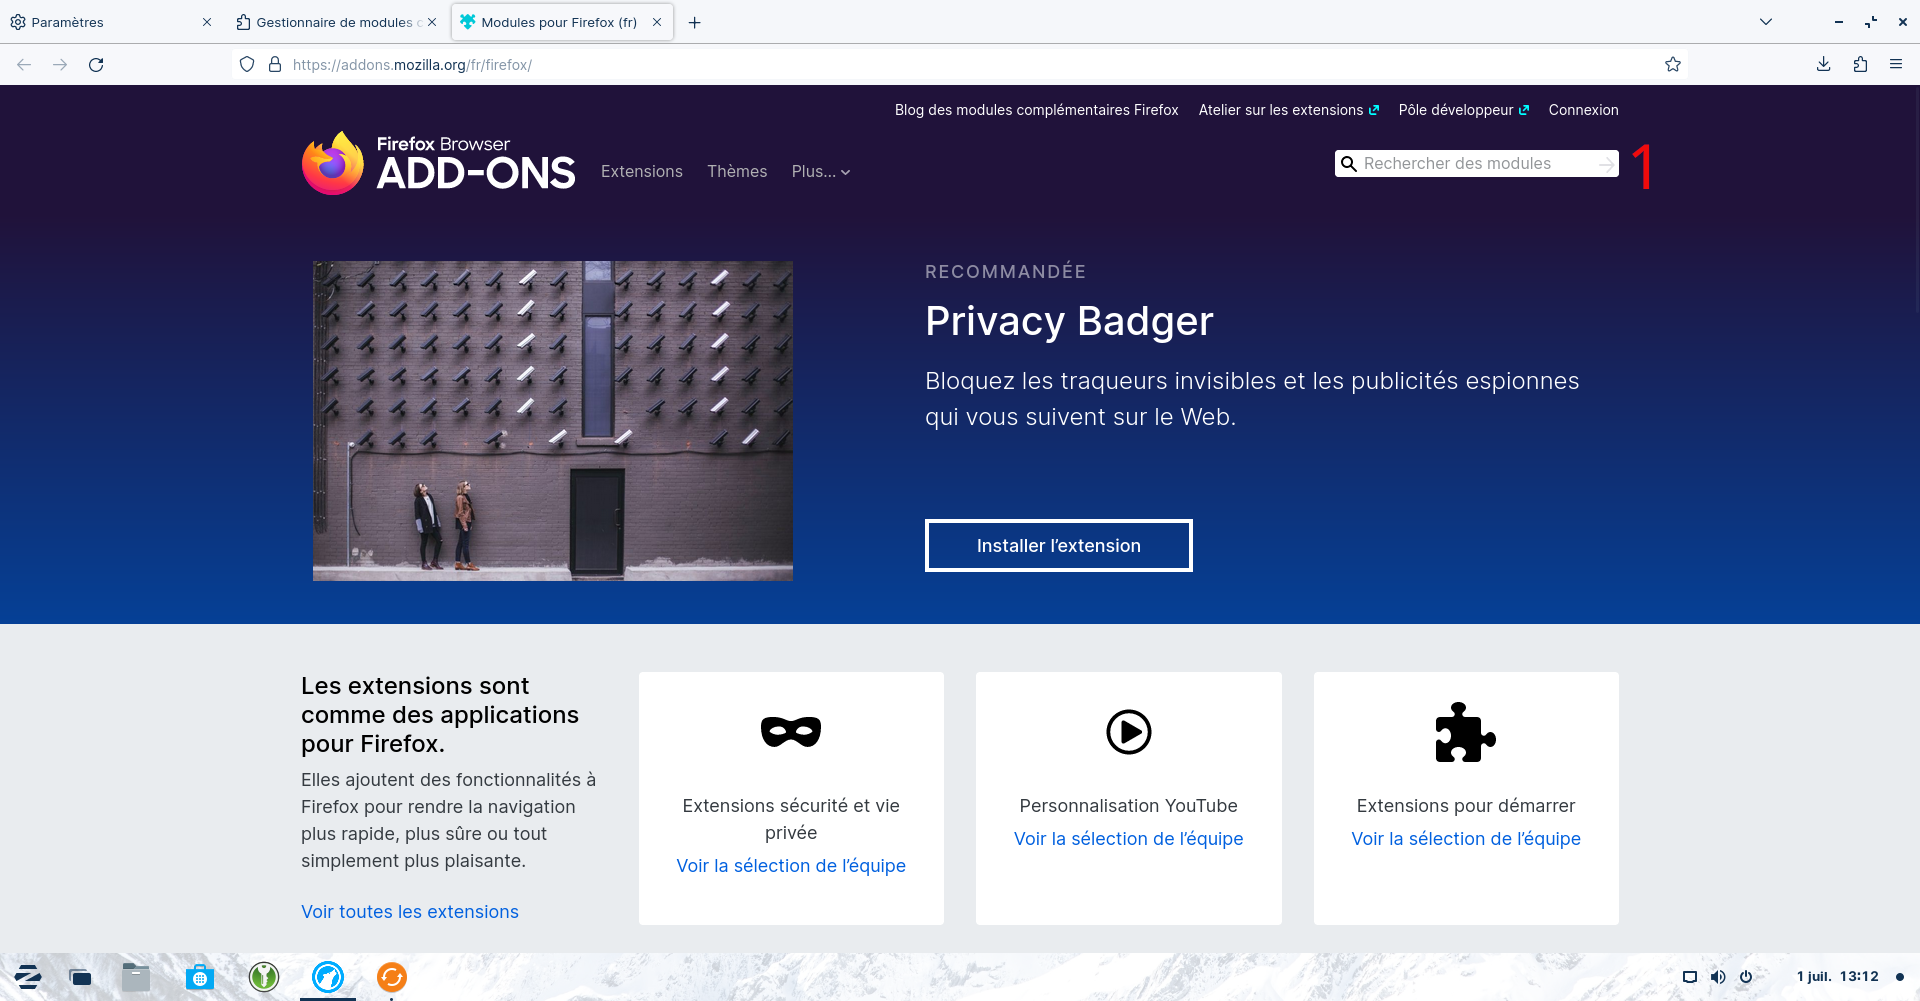 Paramètres
Gestionnaire de modules c
Modules pour Firefox (fr)
https://addons.mozilla.org/fr/firefox/
Blog des modules complémentaires Firefox
Atelier sur les extensions
Pôle développeur
Connexion
Firefox Browser
ADD-ONS
Extensions
Thèmes
Plus...
Rechercher des modules
1
RECOMMANDÉE
Privacy Badger
Bloquez les traqueurs invisibles et les publicités espionnes
qui vous suivent sur le Web.
Installer l’extension
Les extensions sont
comme des applications
pour Firefox.
Elles ajoutent des fonctionnalités à
Firefox pour rendre la navigation
plus rapide, plus sûre ou tout
simplement plus plaisante.
Voir toutes les extensions
Extensions sécurité et vie
privée
Voir la sélection de l’équipe
Personnalisation YouTube
Voir la sélection de l’équipe
Extensions pour démarrer
Voir la sélection de l’équipe
1 juil. 13:12